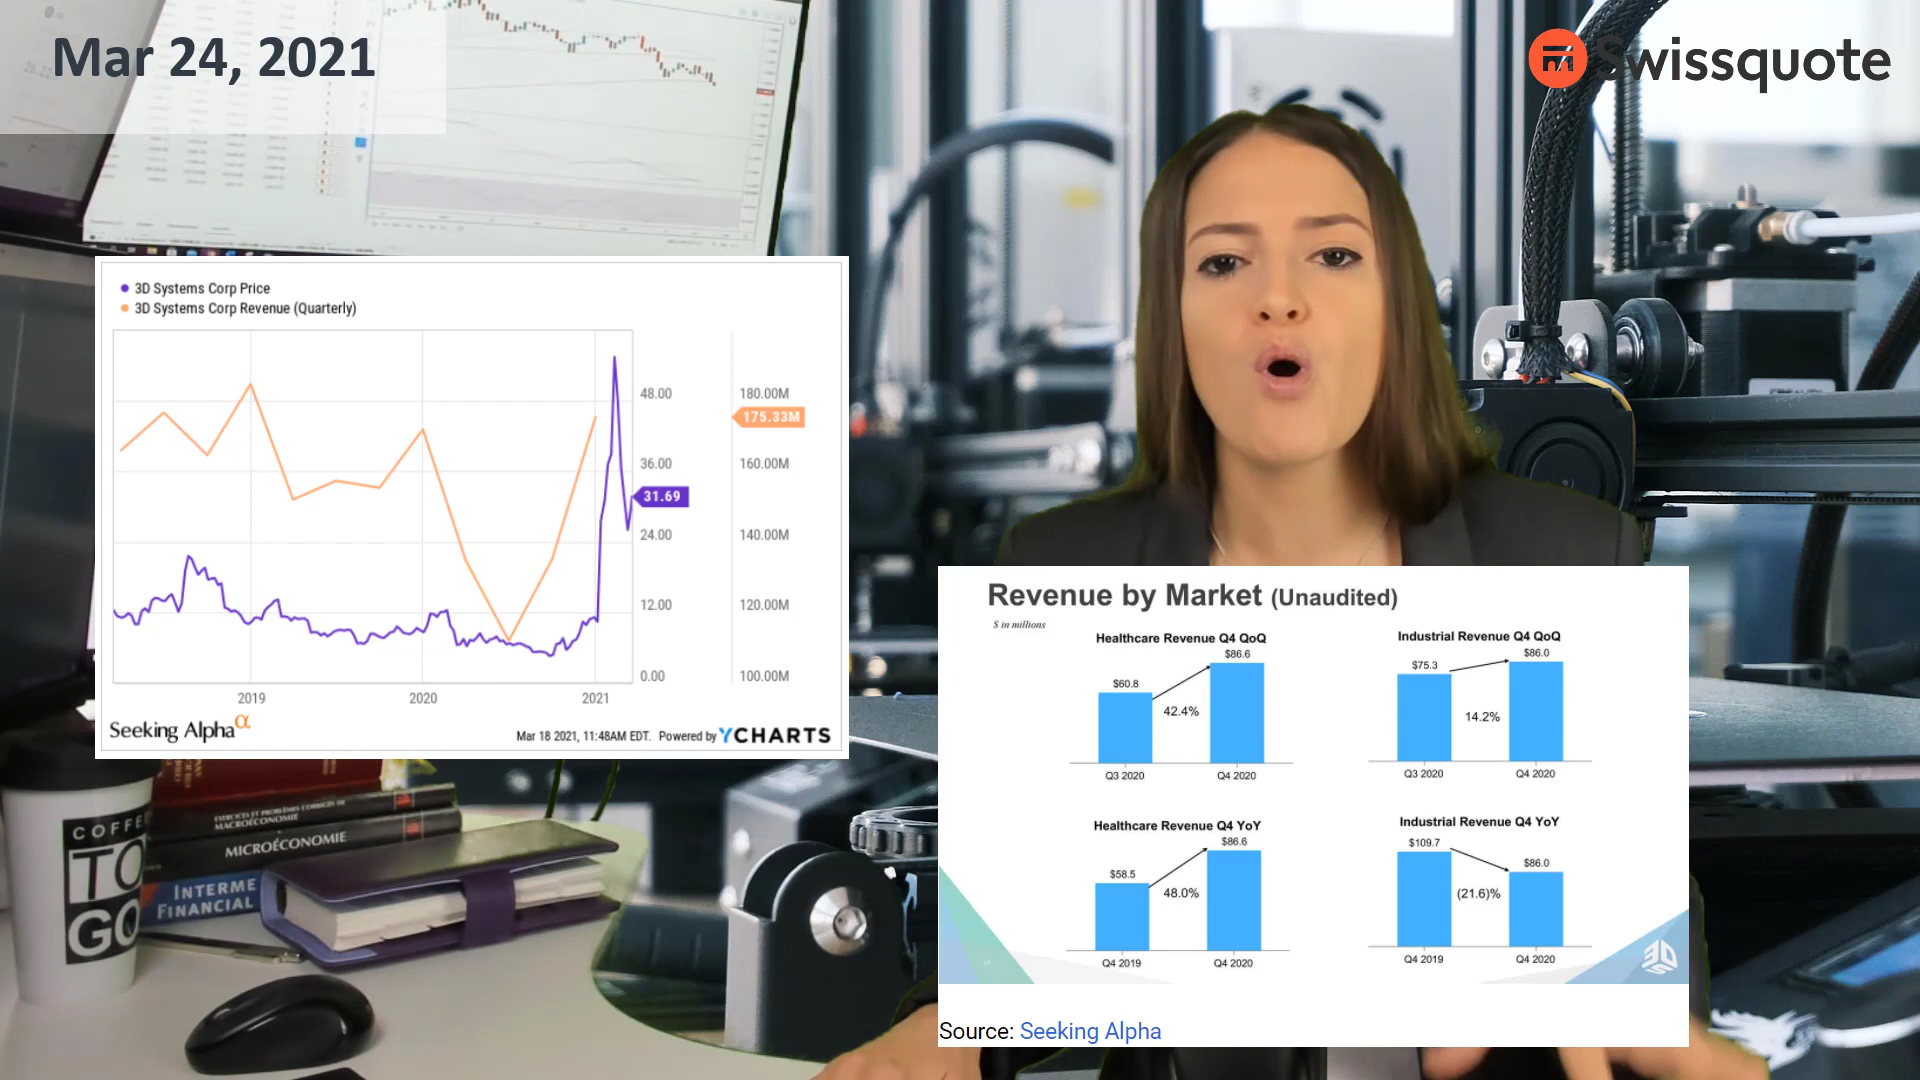 Mar 24, 2021
Swissquote
3D Systems Corp Price
3D Systems Corp Revenue (Quarterly)
48.00
180.00M
175.33M
36.00
160.00M
31.69
24.00
140.00M
12.00
120.00M
0.00
100.00M
2019
2020
2021
Seeking Alphaα
Mar 18 2021, 11:48AM EDT. Powered by YCHARTS
Revenue by Market (Unaudited)
$ in millions
Healthcare Revenue Q4 QoQ
$86.6
$60.8
42.4%
Q3 2020
Q4 2020
Industrial Revenue Q4 QoQ
$86.0
$75.3
14.2%
Q3 2020
Q4 2020
Healthcare Revenue Q4 YoY
$86.6
$58.5
48.0%
Q4 2019
Q4 2020
Industrial Revenue Q4 YoY
$109.7
$86.0
(21.6)%
Q4 2019
Q4 2020
Source: Seeking Alpha
COFFEE
TO
GO
EXERCICES ET PROBLÈMES CORRIGÉS DE
MACROÉCONOMIE
MICROÉCONOMIE
INTERME
FINANCIAL